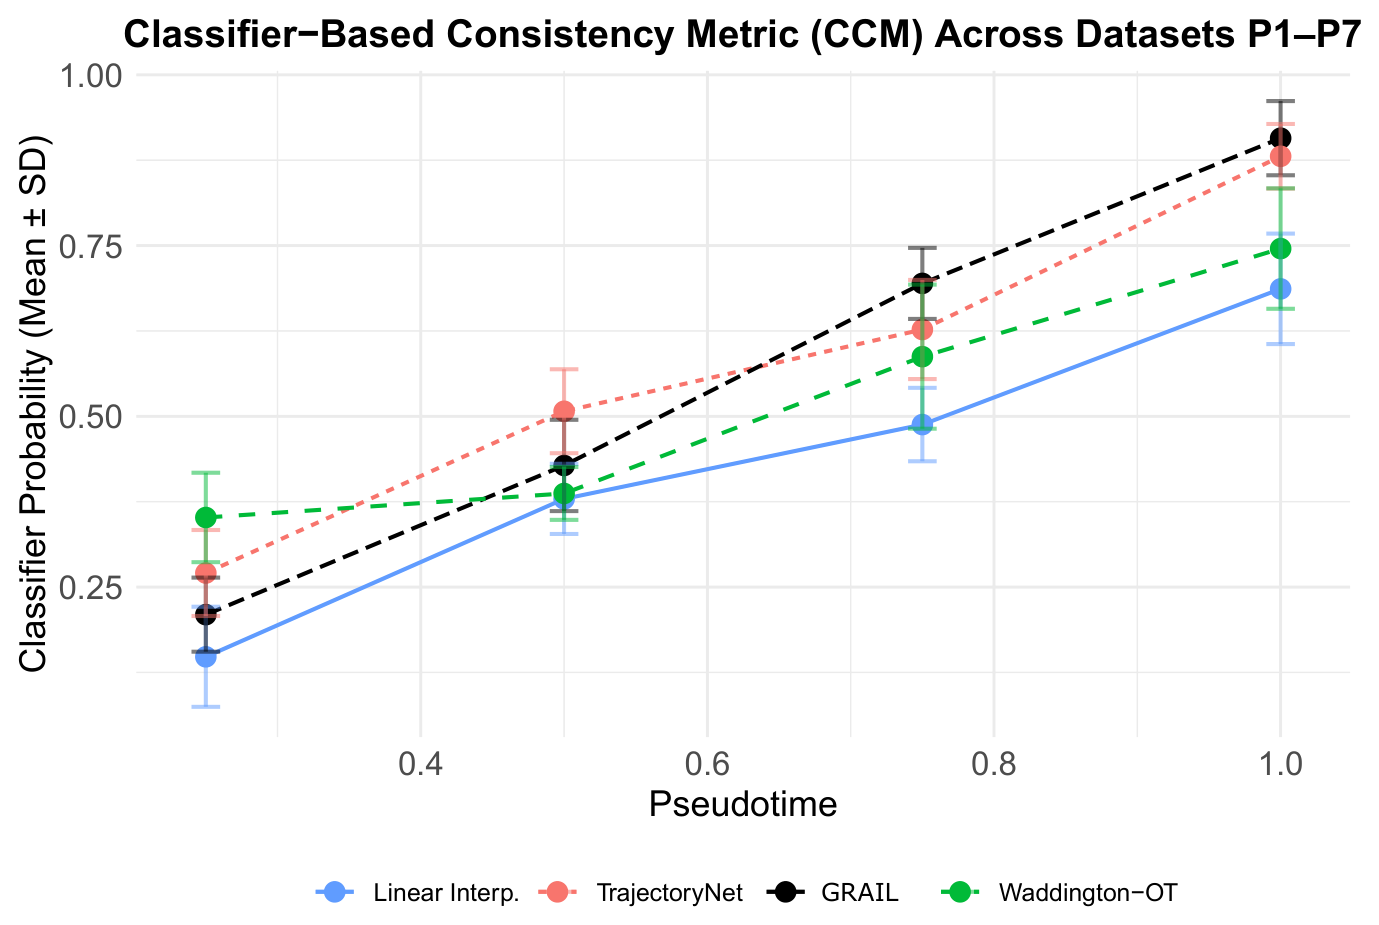 Classifier−Based Consistency Metric (CCM) Across Datasets P1–P7
Classifier Probability (Mean ± SD)
1.00
0.75
0.50
0.25
0.4 0.6 0.8 1.0
Pseudotime
Linear Interp. TrajectoryNet GRAIL Waddington−OT